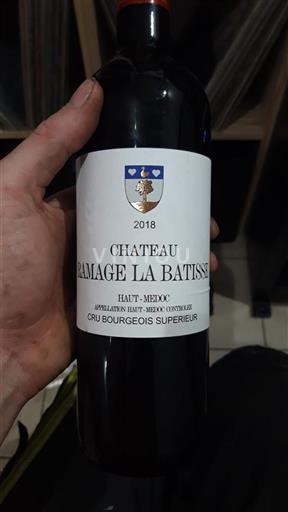 2018
CHATEAU
RAMAGE LA BATISSE
HAUT-MEDOC
APPELLATION HAUT-MEDOC CONTROLEE
CRU BOURGEOIS SUPERIEUR